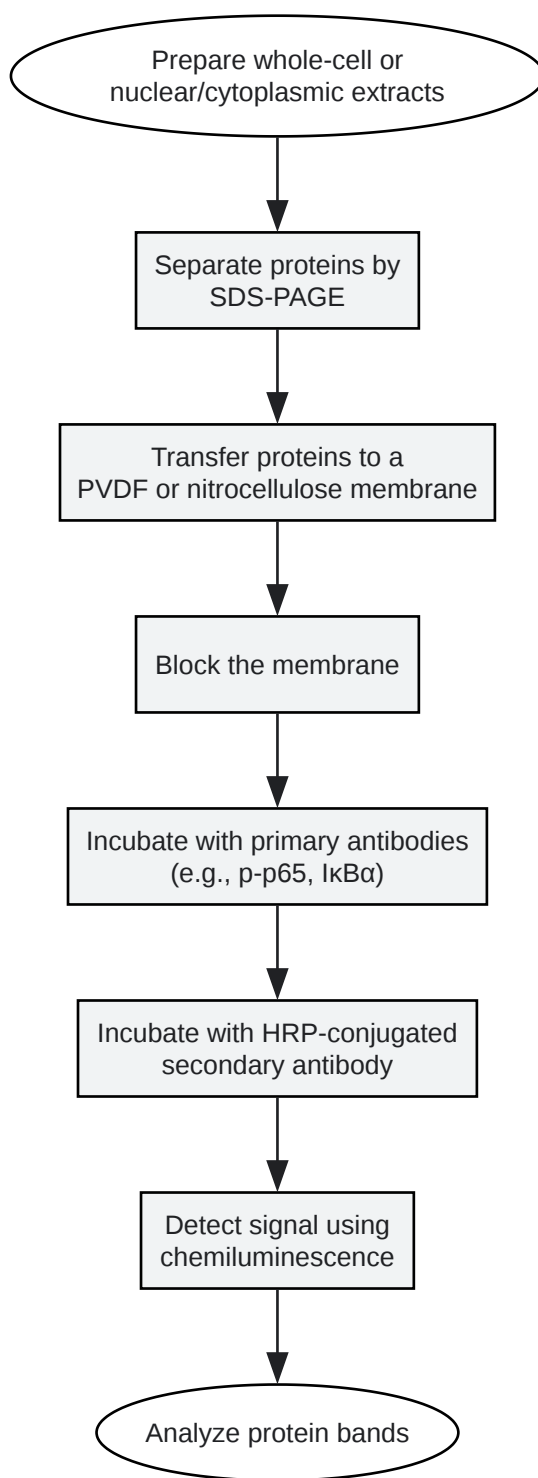 Prepare whole-cell or
nuclear/cytoplasmic extracts
Separate proteins by
SDS-PAGE
Transfer proteins to a
PVDF or nitrocellulose membrane
Block the membrane
Incubate with primary antibodies
(e.g., p-p65, IκBα)
Incubate with HRP-conjugated
secondary antibody
Detect signal using
chemiluminescence
Analyze protein bands